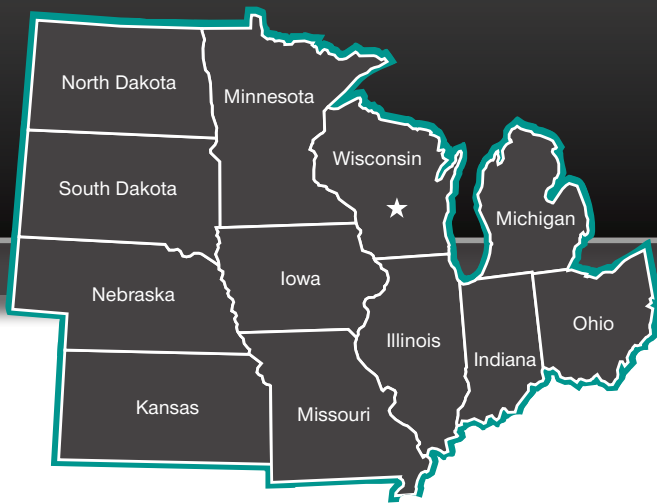 North Dakota
Minnesota
Wisconsin
South Dakota
Michigan
Iowa
Nebraska
Ohio
Illinois
Indiana
Kansas
Missouri